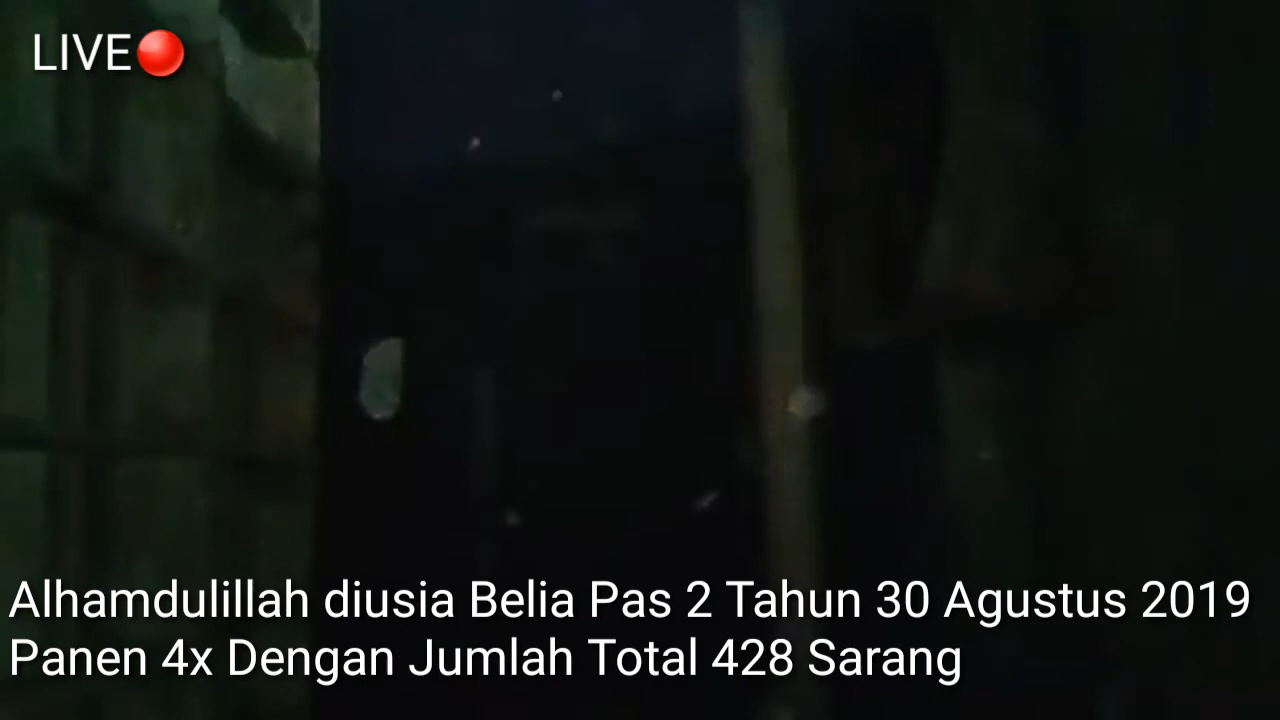 LIVE🔴
Alhamdulillah diusia Belia Pas 2 Tahun 30 Agustus 2019
Panen 4x Dengan Jumlah Total 428 Sarang